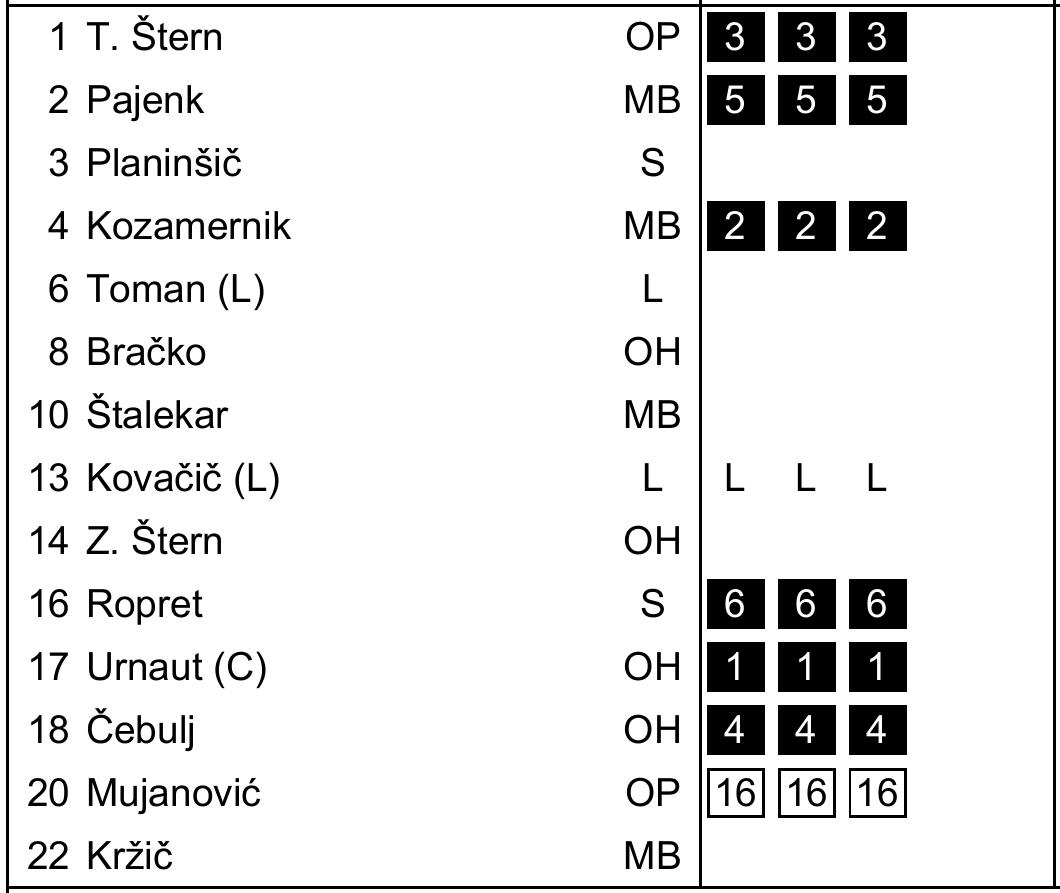 1 T. Štern OP 3 3 3
2 Pajenk MB 5 5 5
3 Planinšič S
4 Kozamernik MB 2 2 2
6 Toman (L) L
8 Bračko OH
10 Štalekar MB
13 Kovačič (L) L L L L
14 Z. Štern OH
16 Ropret S 6 6 6
17 Urnaut (C) OH 1 1 1
18 Čebulj OH 4 4 4
20 Mujanović OP 16 16 16
22 Kržič MB